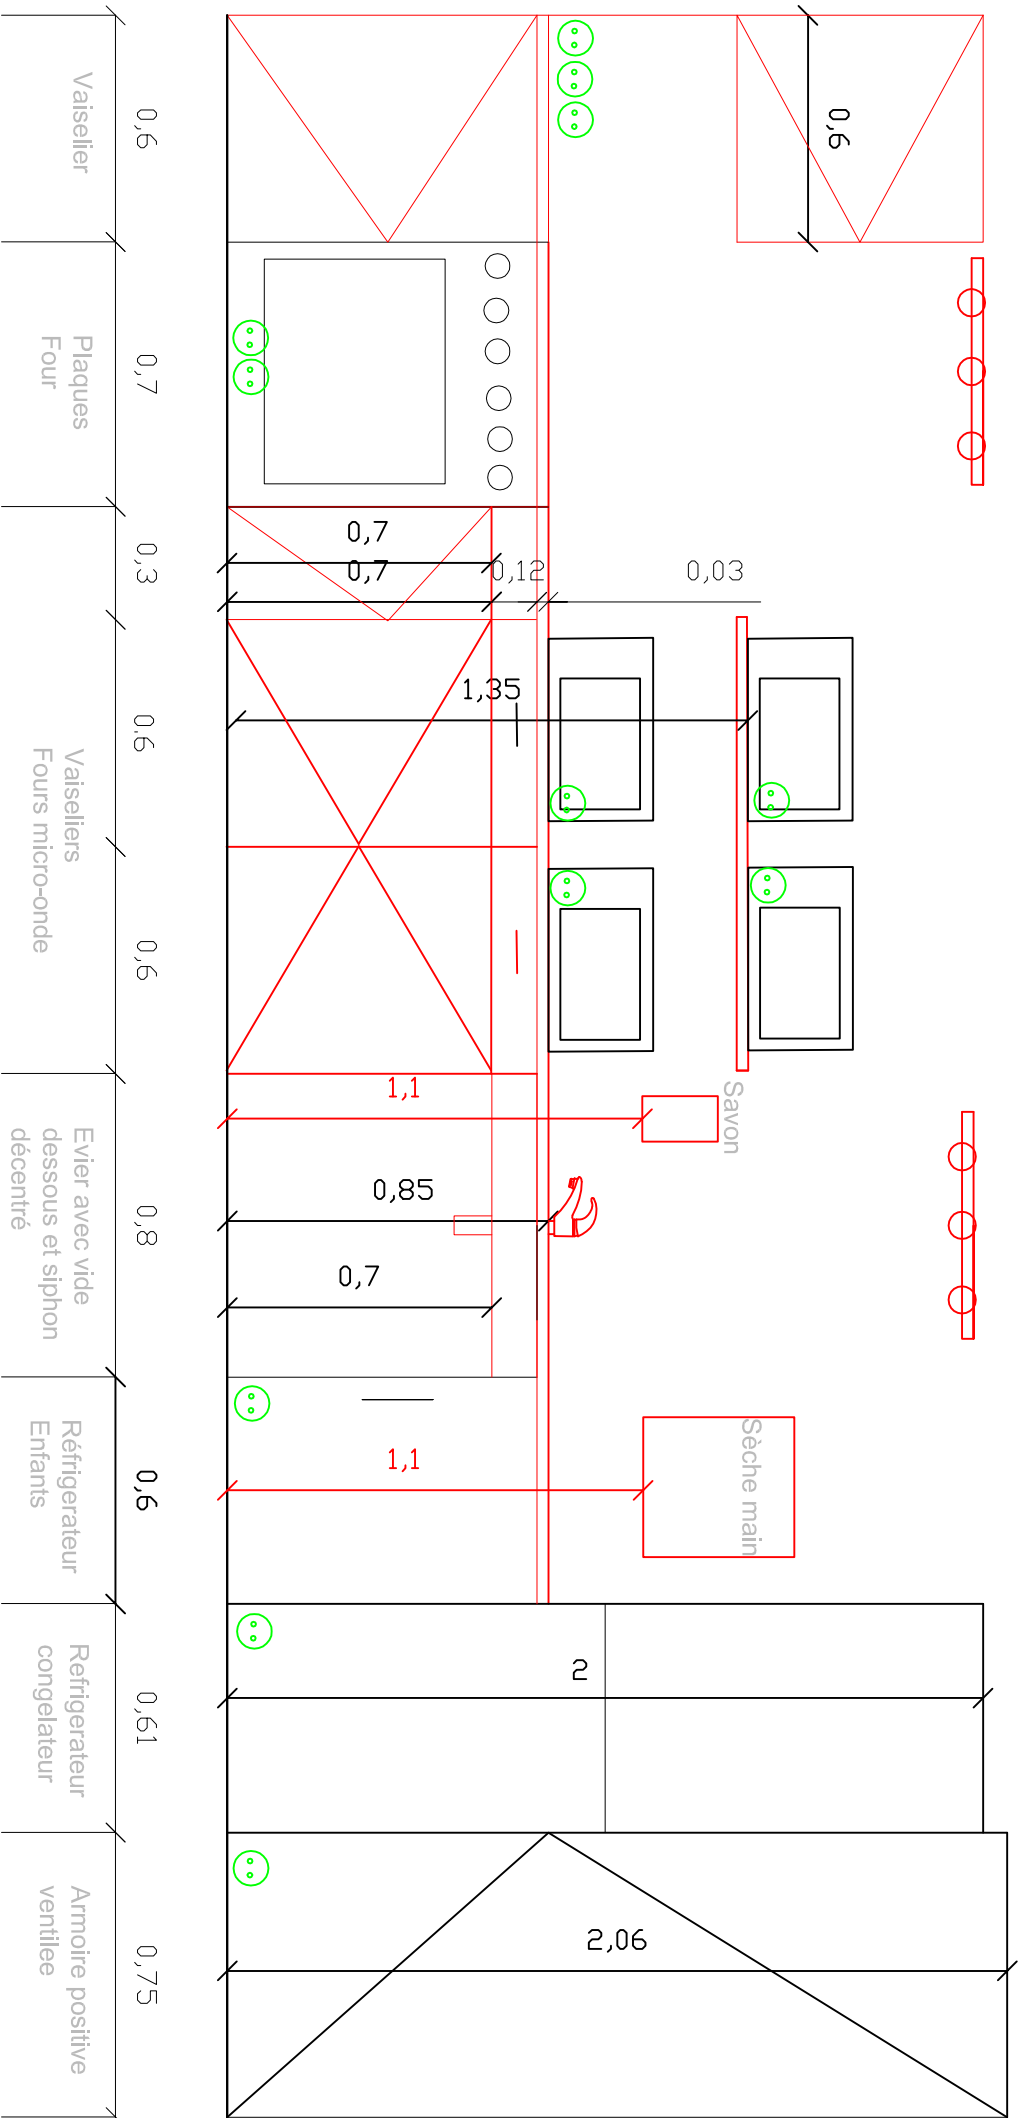 Vaiselier
0,6
0,6
Plaques
Four
0,7
0,3
0,7
0,7
0,12
0,03
Vaiseliers
Fours micro-onde
0,6
1,35
0,6
Evier avec vide
dessous et siphon
décentré
0,8
1,1
Savon
0,85
0,7
Réfrigerateur
Enfants
0,6
1,1
Sèche main
Refrigerateur
congelateur
0,61
2
Armoire positive
ventilee
0,75
2,06